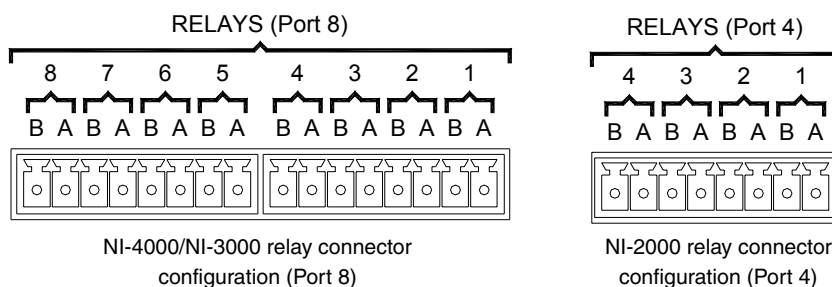 RELAYS (Port 8)
8 7 6 5 4 3 2 1
B A B A B A B A B A B A B A B A
NI-4000/NI-3000 relay connector
configuration (Port 8)
RELAYS (Port 4)
4 3 2 1
B A B A B A B A
NI-2000 relay connector
configuration (Port 4)